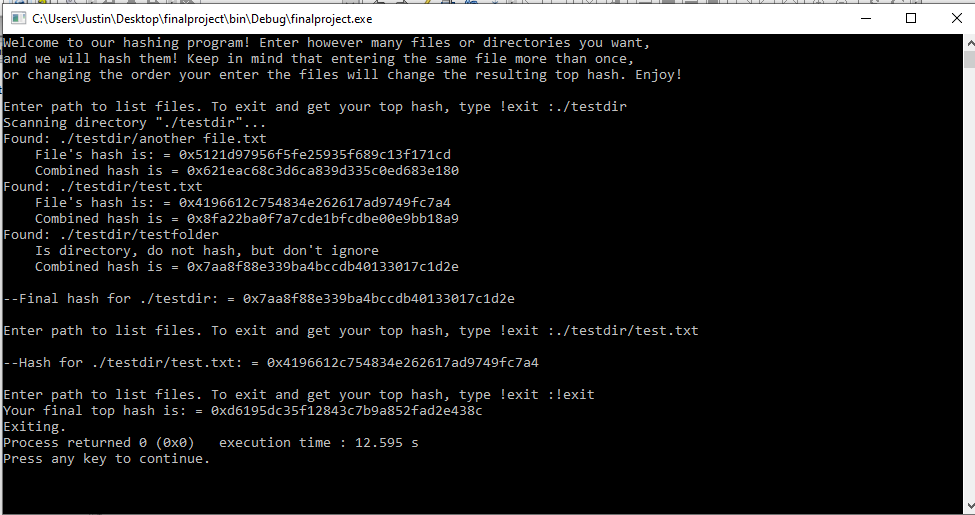 C:\Users\Justin\Desktop\finalproject\bin\Debug\finalproject.exe
Welcome to our hashing program! Enter however many files or directories you want,
and we will hash them! Keep in mind that entering the same file more than once,
or changing the order your enter the files will change the resulting top hash. Enjoy!
Enter path to list files. To exit and get your top hash, type !exit :./testdir
Scanning directory "./testdir"...
Found: ./testdir/another file.txt
File's hash is: = 0x5121d97956f5fe25935f689c13f171cd
Combined hash is = 0x621eac68c3d6ca839d335c0ed683e180
Found: ./testdir/test.txt
File's hash is: = 0x4196612c754834e262617ad9749fc7a4
Combined hash is = 0x8fa22ba0f7a7cde1bfcdbe00e9bb18a9
Found: ./testdir/testfolder
Is directory, do not hash, but don't ignore
Combined hash is = 0x7aa8f88e339ba4bccdb40133017c1d2e
--Final hash for ./testdir: = 0x7aa8f88e339ba4bccdb40133017c1d2e
Enter path to list files. To exit and get your top hash, type !exit :./testdir/test.txt
--Hash for ./testdir/test.txt: = 0x4196612c754834e262617ad9749fc7a4
Enter path to list files. To exit and get your top hash, type !exit :!exit
Your final top hash is: = 0xd6195dc35f12843c7b9a852fad2e438c
Exiting.
Process returned 0 (0x0)   execution time : 12.595 s
Press any key to continue.